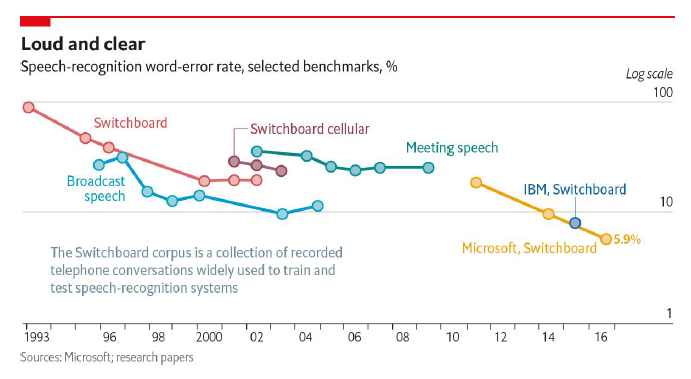 Loud and clear
Speech-recognition word-error rate, selected benchmarks, %
Log scale
100
Switchboard
Switchboard cellular
Meeting speech
Broadcast
speech
IBM, Switchboard
10
5.9%
Microsoft, Switchboard
The Switchboard corpus is a collection of recorded
telephone conversations widely used to train and
test speech-recognition systems
1
1993 96 98 2000 02 04 06 08 10 12 14 16
Sources: Microsoft; research papers